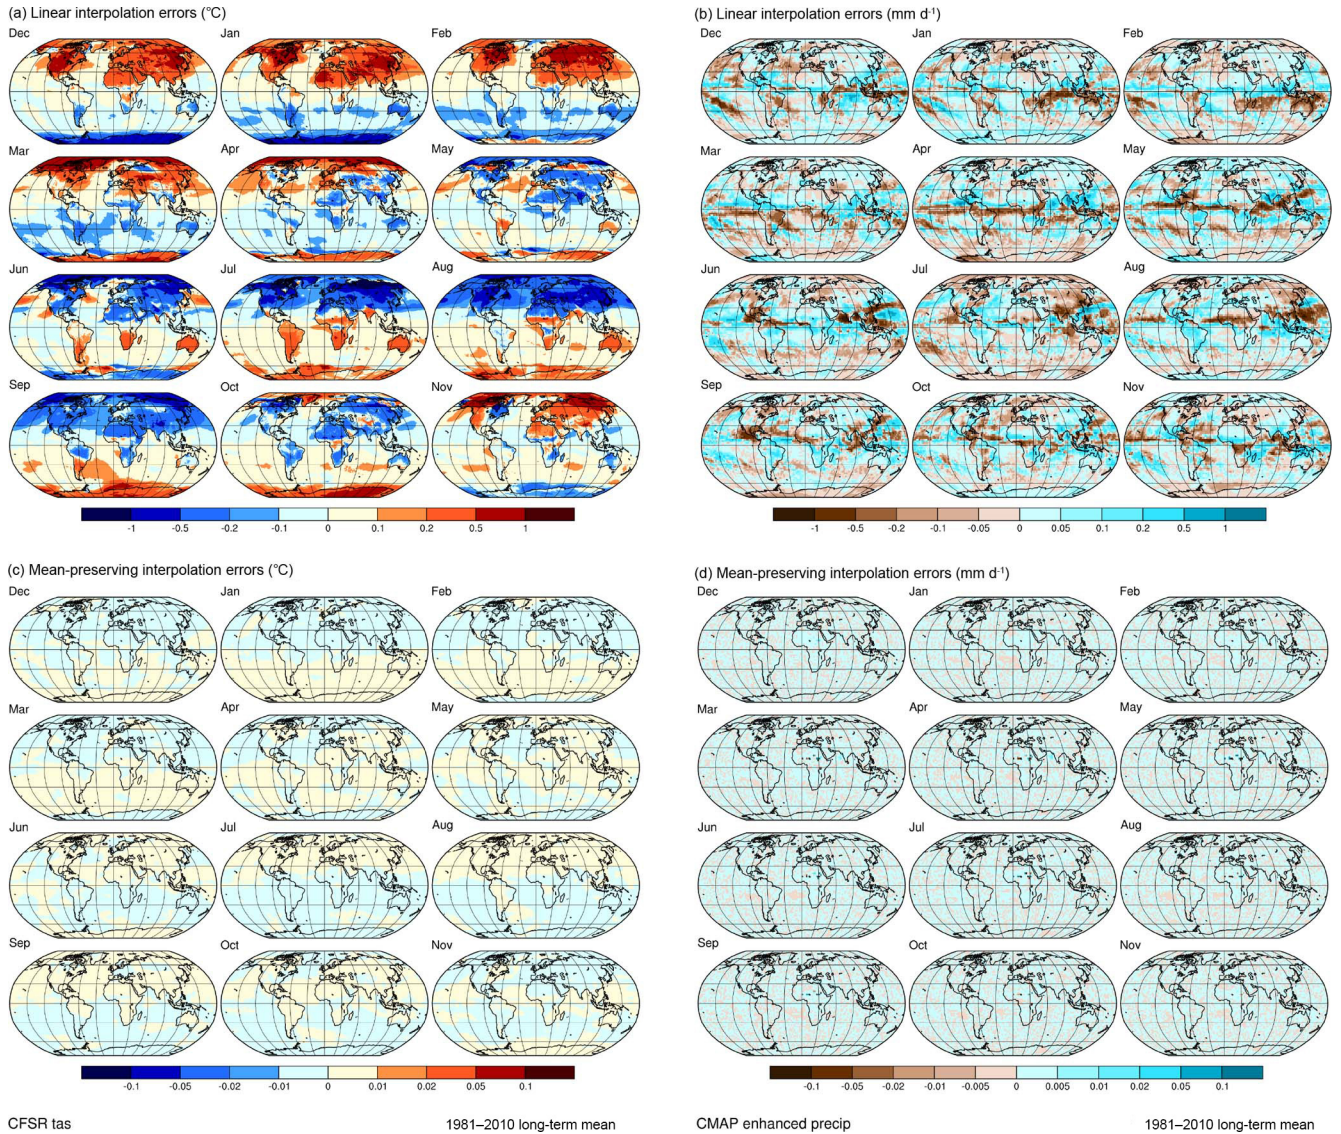 (a) Linear interpolation errors (°C)
Dec Jan Feb
Mar Apr May
Jun Jul Aug
Sep Oct Nov
-1 -0.5 -0.2 -0.1 0 0.1 0.2 0.5 1
(b) Linear interpolation errors (mm d-1)
Dec Jan Feb
Mar Apr May
Jun Jul Aug
Sep Oct Nov
-1 -0.5 -0.2 -0.1 -0.05 0 0.05 0.1 0.2 0.5 1
(c) Mean-preserving interpolation errors (°C)
Dec Jan Feb
Mar Apr May
Jun Jul Aug
Sep Oct Nov
-0.1 -0.05 -0.02 -0.01 0 0.01 0.02 0.05 0.1
CFSR tas 1981–2010 long-term mean
(d) Mean-preserving interpolation errors (mm d-1)
Dec Jan Feb
Mar Apr May
Jun Jul Aug
Sep Oct Nov
-0.1 -0.05 -0.02 -0.01 -0.005 0 0.005 0.01 0.02 0.05 0.1
CMAP enhanced precip 1981–2010 long-term mean